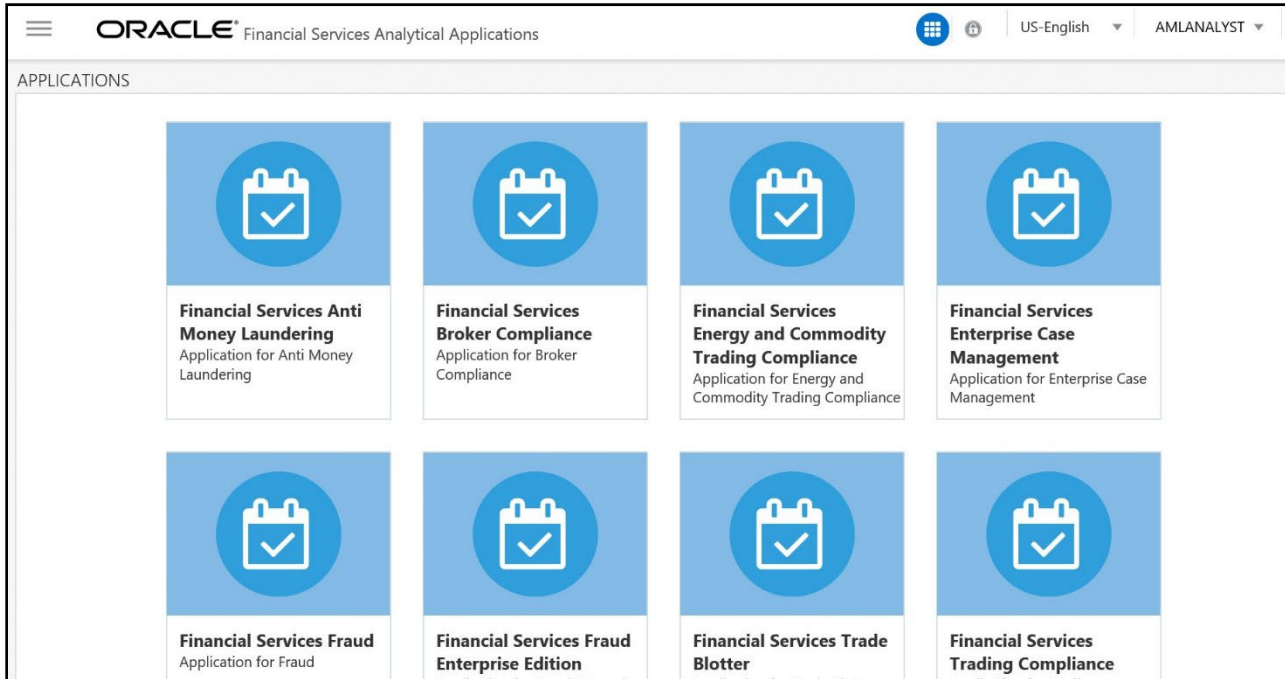 ORACLE® Financial Services Analytical Applications
US-English
AMLANALYST
APPLICATIONS
Financial Services Anti
Money Laundering
Application for Anti Money
Laundering
Financial Services
Broker Compliance
Application for Broker
Compliance
Financial Services
Energy and Commodity
Trading Compliance
Application for Energy and
Commodity Trading Compliance
Financial Services
Enterprise Case
Management
Application for Enterprise Case
Management
Financial Services Fraud
Application for Fraud
Financial Services Fraud
Enterprise Edition
Financial Services Trade
Blotter
Financial Services
Trading Compliance